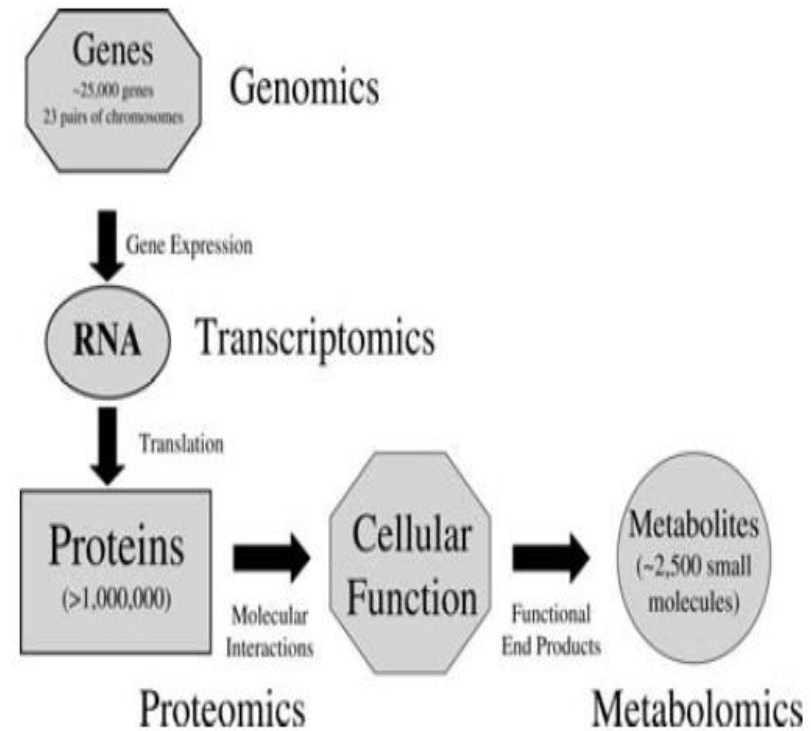 Genes
~25,000 genes
23 pairs of chromosomes
Genomics
Gene Expression
RNA
Transcriptomics
Translation
Proteins
(>1,000,000)
Molecular
Interactions
Proteomics
Cellular
Function
Functional
End Products
Metabolites
(~2,500 small
molecules)
Metabolomics